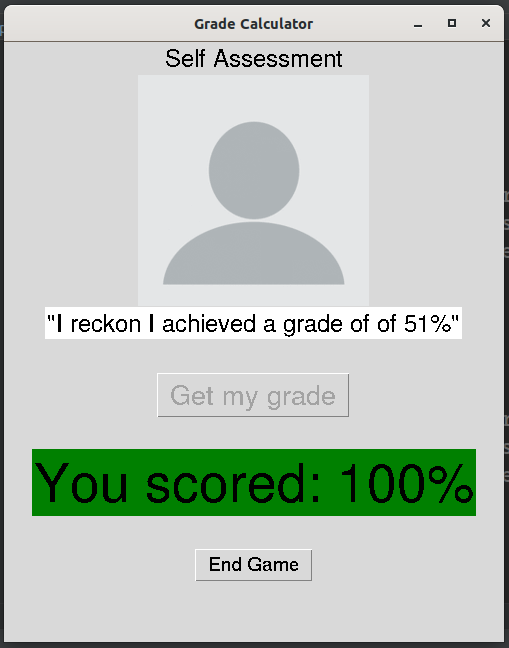 Grade Calculator
Self Assessment
"I reckon I achieved a grade of of 51%"
Get my grade
You scored: 100%
End Game